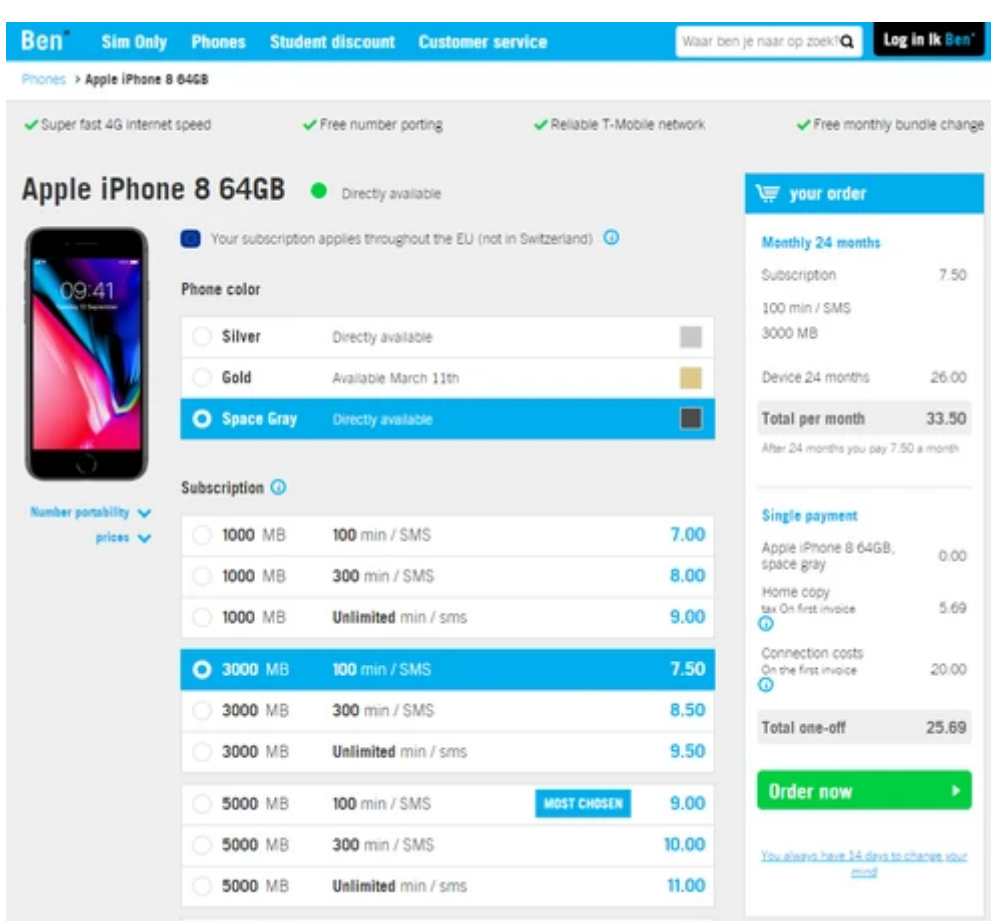 Ben
Sim Only
Phones
Student discount
Customer service
Waar ben je naar op zoek?
Log in Ik Ben
Phones > Apple iPhone 8 64GB
Super fast 4G internet speed
Free number porting
Reliable T-Mobile network
Free monthly bundle change
Apple iPhone 8 64GB
Directly available
Your subscription applies throughout the EU (not in Switzerland)
09:41
Tuesday 12 September
Number portability
prices
Phone color
Silver Directly available
Gold Available March 11th
Space Gray Directly available
Subscription
1000 MB 100 min / SMS 7.00
1000 MB 300 min / SMS 8.00
1000 MB Unlimited min / sms 9.00
3000 MB 100 min / SMS 7.50
3000 MB 300 min / SMS 8.50
3000 MB Unlimited min / sms 9.50
5000 MB 100 min / SMS MOST CHOSEN 9.00
5000 MB 300 min / SMS 10.00
5000 MB Unlimited min / sms 11.00
your order
Monthly 24 months
Subscription 7.50
100 min / SMS
3000 MB
Device 24 months 26.00
Total per month 33.50
After 24 months you pay 7.50 a month
Single payment
Apple iPhone 8 64GB,
space gray 0.00
Home copy
tax On first invoice 5.69
Connection costs
On the first invoice 20.00
Total one-off 25.69
Order now
You always have 14 days to change your
mind